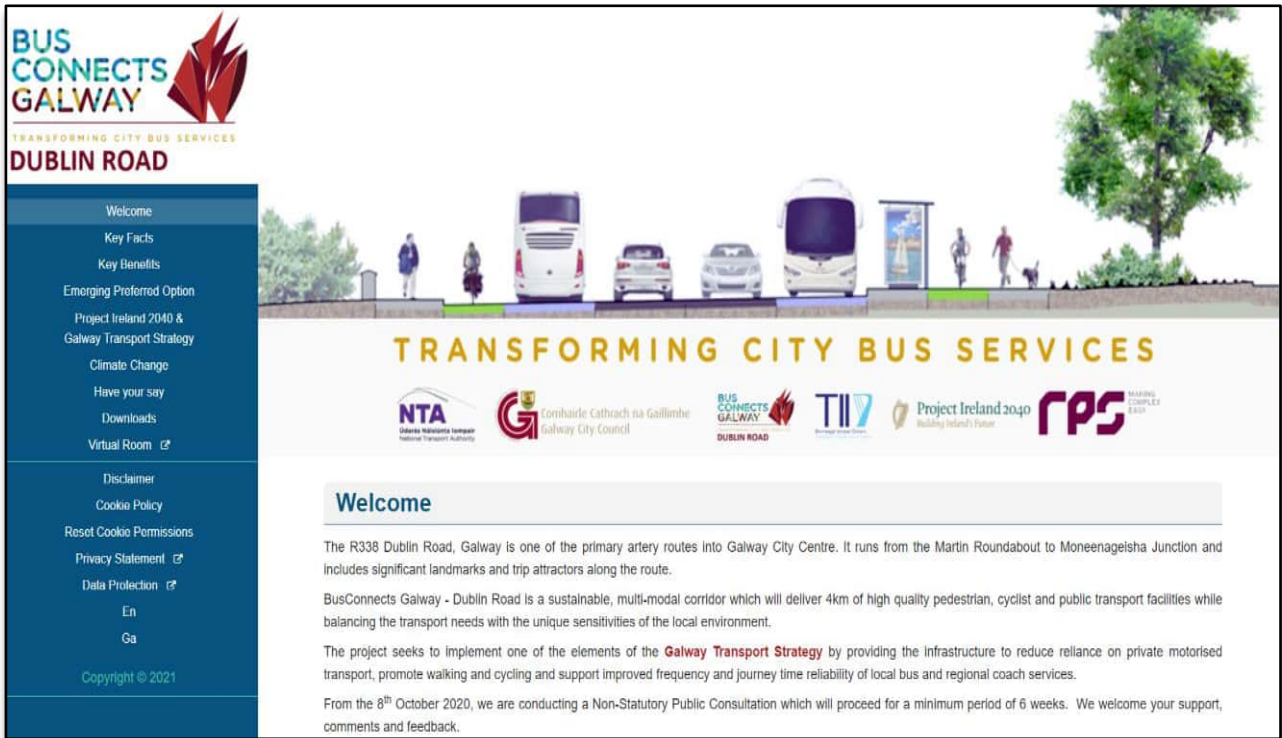 BUS
CONNECTS
GALWAY
TRANSFORMING CITY BUS SERVICES
DUBLIN ROAD
Welcome
Key Facts
Key Benefits
Emerging Preferred Option
Project Ireland 2040 &
Galway Transport Strategy
Climate Change
Have your say
Downloads
Virtual Room
Disclaimer
Cookie Policy
Reset Cookie Permissions
Privacy Statement
Data Protection
En
Ga
Copyright © 2021
TRANSFORMING CITY BUS SERVICES
NTA
Údarás Náisiúnta Iompair
National Transport Authority
Comhairle Cathrach na Gaillimhe
Galway City Council
BUS
CONNECTS
GALWAY
DUBLIN ROAD
TII
Project Ireland 2040
Building Ireland's Future
rps
MAKING
COMPLEX
EASY
Welcome
The R338 Dublin Road, Galway is one of the primary artery routes into Galway City Centre. It runs from the Martin Roundabout to Moneenageisha Junction and
includes significant landmarks and trip attractors along the route.
BusConnects Galway - Dublin Road is a sustainable, multi-modal corridor which will deliver 4km of high quality pedestrian, cyclist and public transport facilities while
balancing the transport needs with the unique sensitivities of the local environment.
The project seeks to implement one of the elements of the Galway Transport Strategy by providing the infrastructure to reduce reliance on private motorised
transport, promote walking and cycling and support improved frequency and journey time reliability of local bus and regional coach services.
From the 8th October 2020, we are conducting a Non-Statutory Public Consultation which will proceed for a minimum period of 6 weeks. We welcome your support,
comments and feedback.